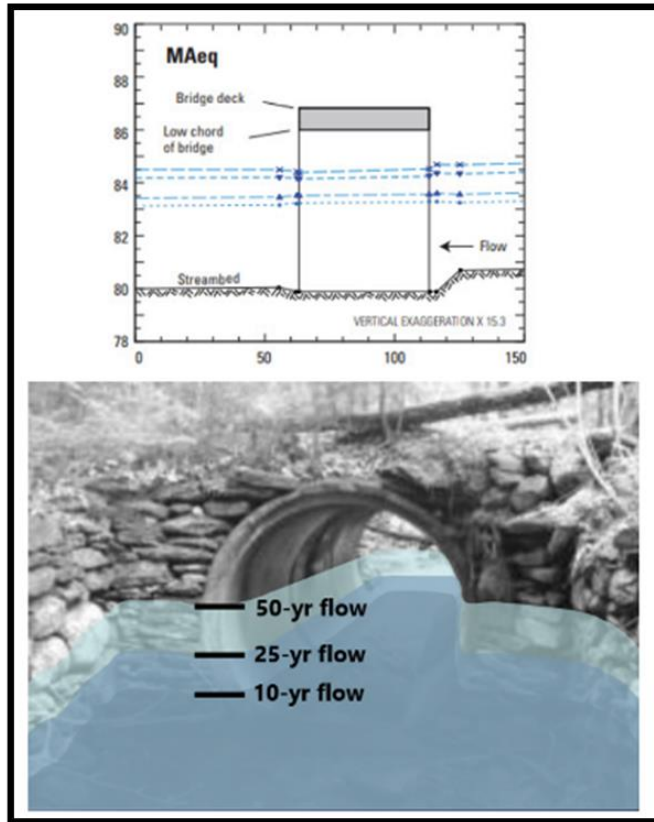 90
MAeq
88
Bridge deck
86
Low chord
of bridge
84
82
Flow
80
Streambed
VERTICAL EXAGGERATION X 15.3
78
0
50
100
150
50-yr flow
25-yr flow
10-yr flow